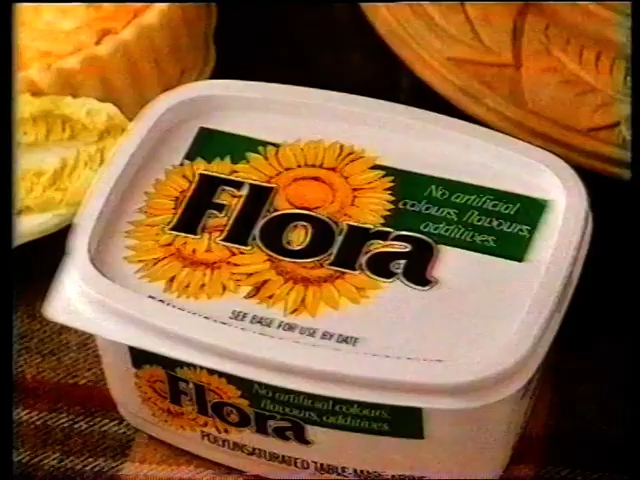 No artificial
colours, flavours,
additives.
Flora
SEE BASE FOR USE BY DATE
Flora
No artificial colours,
flavours, additives
POLYUNSATURATED TABLE MARGARINE